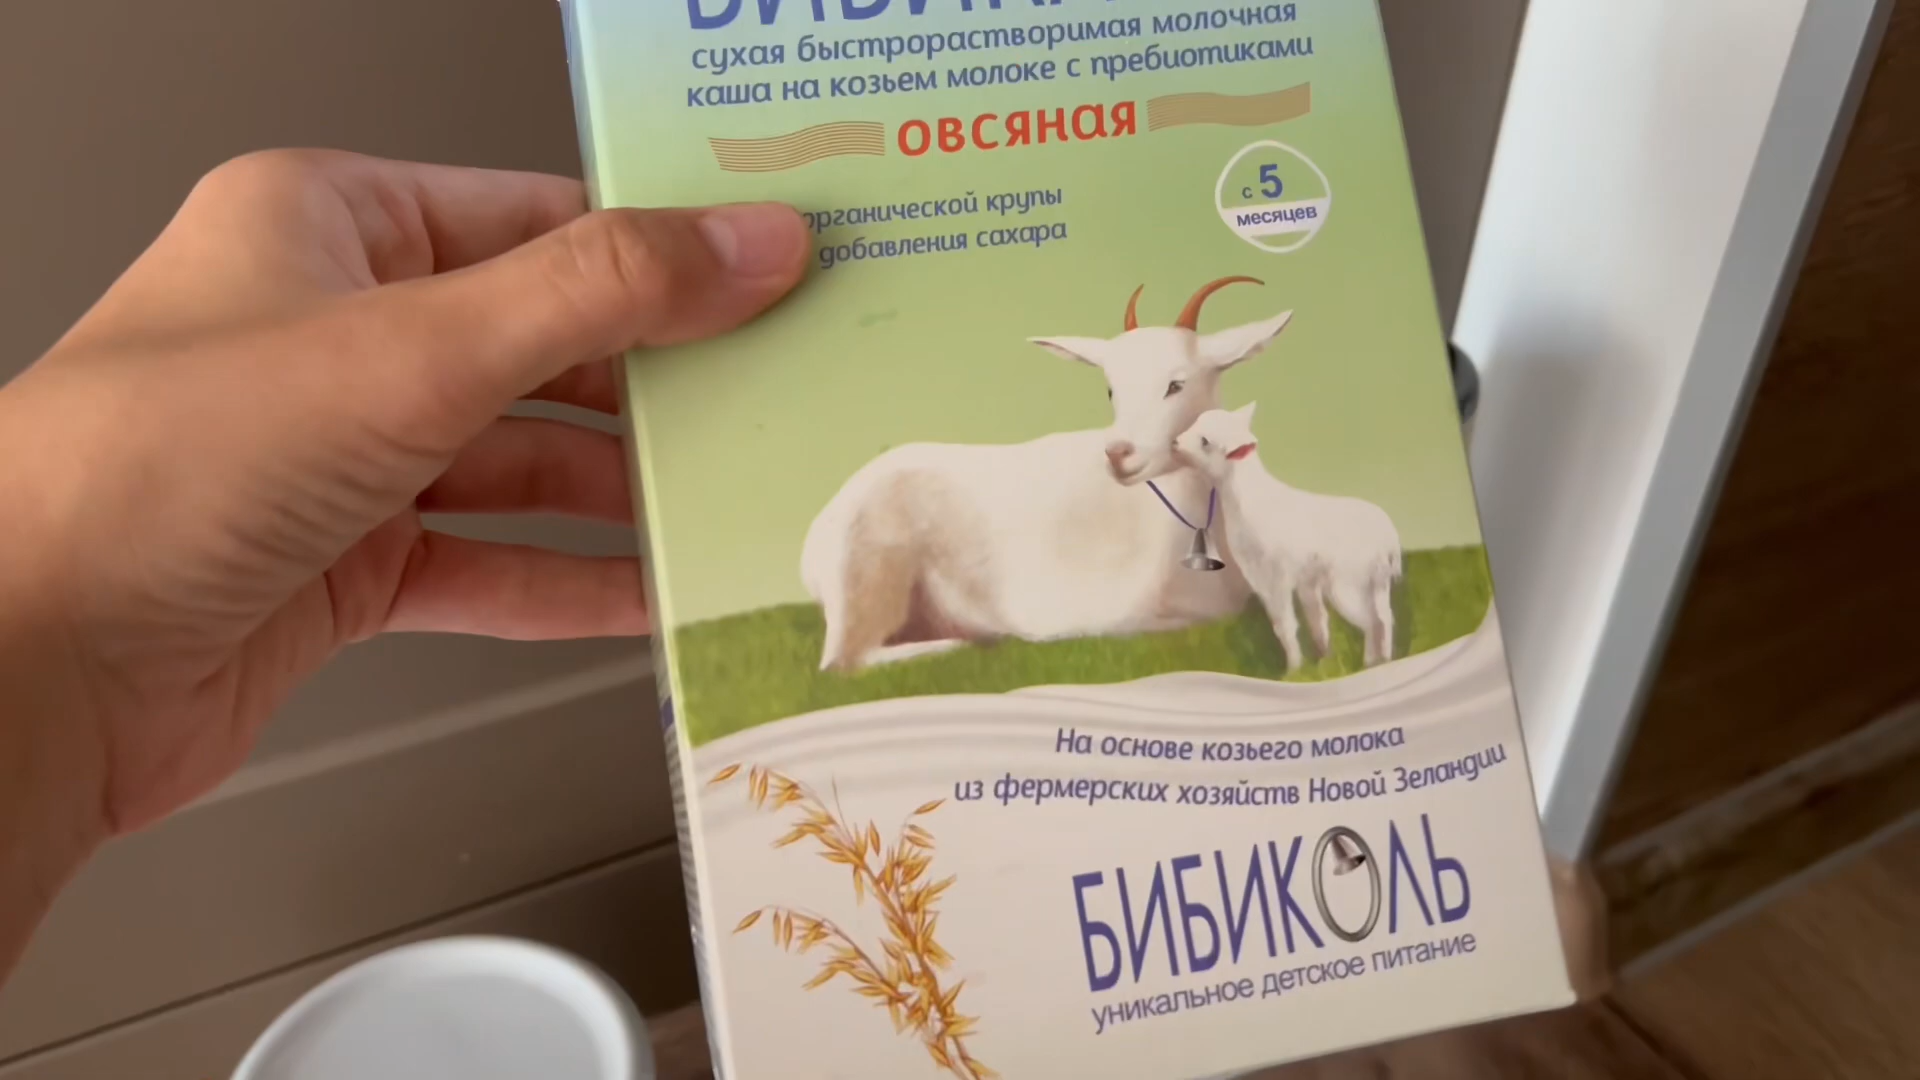 сухая быстрорастворимая молочная
каша на козьем молоке с пребиотиками
овсяная
органической крупы
добавления сахара
с 5
месяцев
На основе козьего молока
из фермерских хозяйств Новой Зеландии
БИБИКОЛЬ
уникальное детское питание